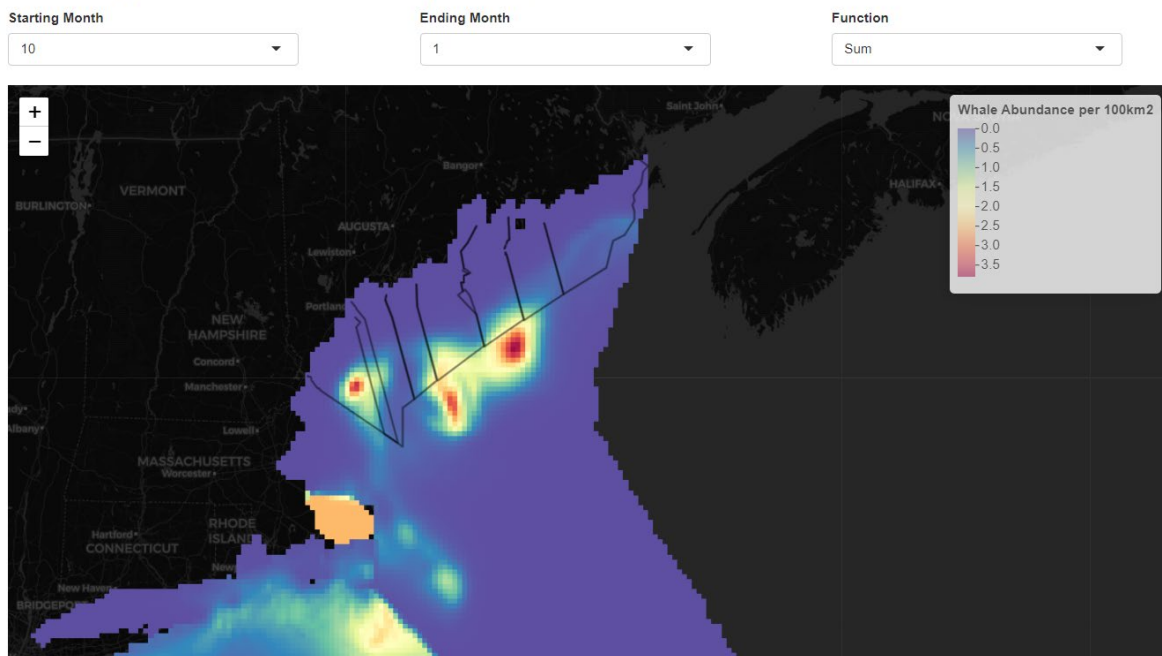 Starting Month
Ending Month
Function
10
1
Sum
+
−
Saint John
Whale Abundance per 100km2
0.0
0.5
1.0
1.5
2.0
2.5
3.0
3.5
Bangor
VERMONT
HALIFAX
BURLINGTON
AUGUSTA
Lewiston
Portland
NEW
HAMPSHIRE
Concord
Manchester
Albany
Lowell
MASSACHUSETTS
Worcester
RHODE
ISLAND
Hartford
CONNECTICUT
New Haven
BRIDGEPORT